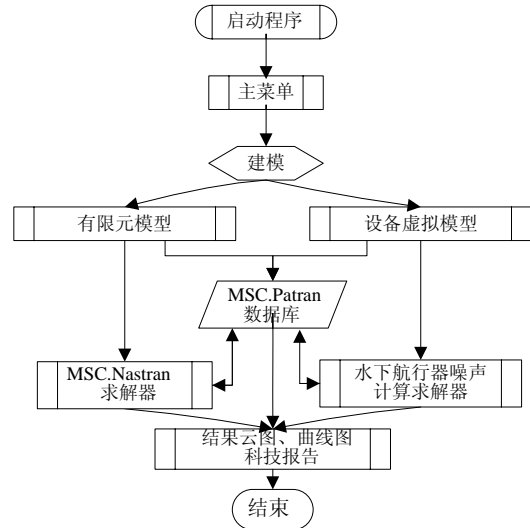 启动程序
主菜单
建模
有限元模型
设备虚拟模型
MSC.Patran
数据库
MSC.Nastran
求解器
水下航行器噪声
计算求解器
结果云图、曲线图
科技报告
结束